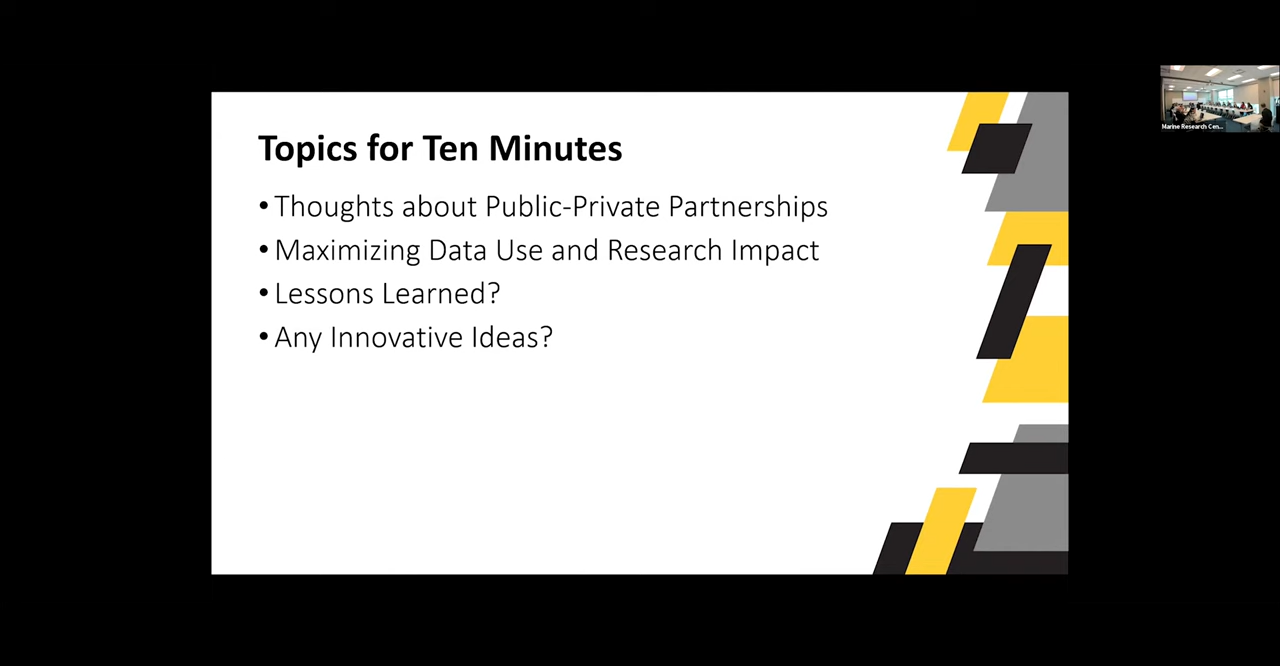 Topics for Ten Minutes
• Thoughts about Public-Private Partnerships
• Maximizing Data Use and Research Impact
• Lessons Learned?
• Any Innovative Ideas?
Marine Research Cen...